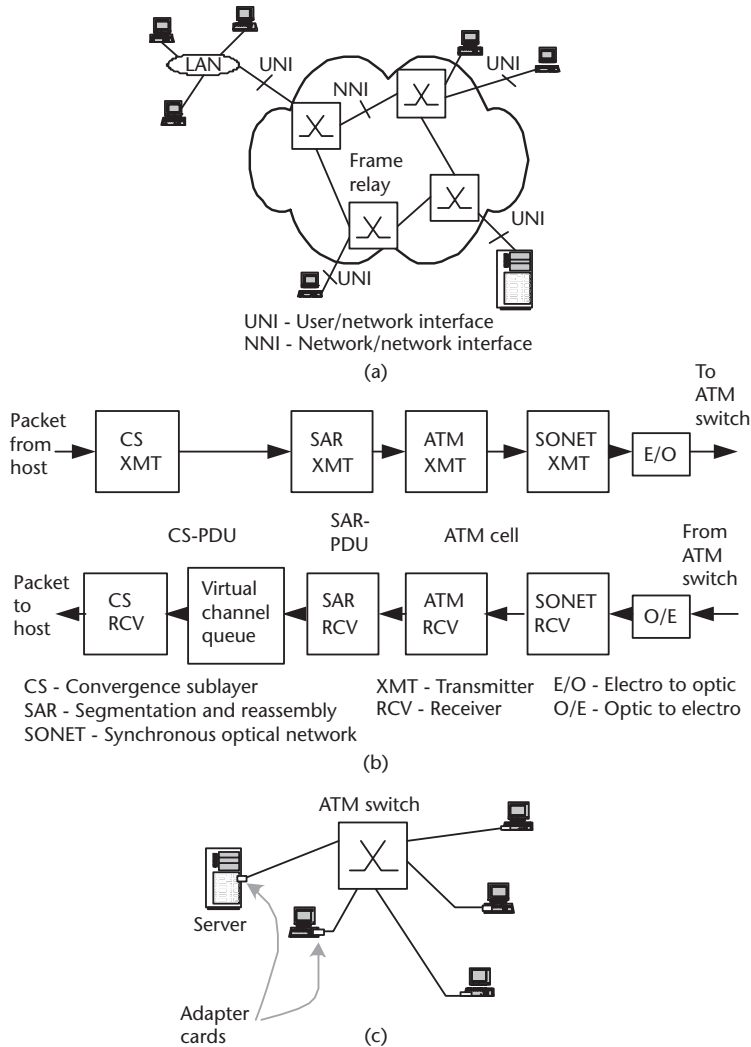 LAN
UNI
NNI
UNI
Frame
relay
UNI
UNI
UNI - User/network interface
NNI - Network/network interface
(a)
Packet
from
host
CS
XMT
SAR
XMT
ATM
XMT
SONET
XMT
E/O
To
ATM
switch
CS-PDU
SAR-
PDU
ATM cell
From
ATM
switch
Packet
to
host
CS
RCV
Virtual
channel
queue
SAR
RCV
ATM
RCV
SONET
RCV
O/E
CS - Convergence sublayer
SAR - Segmentation and reassembly
SONET - Synchronous optical network
XMT - Transmitter
RCV - Receiver
E/O - Electro to optic
O/E - Optic to electro
(b)
ATM switch
Server
Adapter
cards
(c)